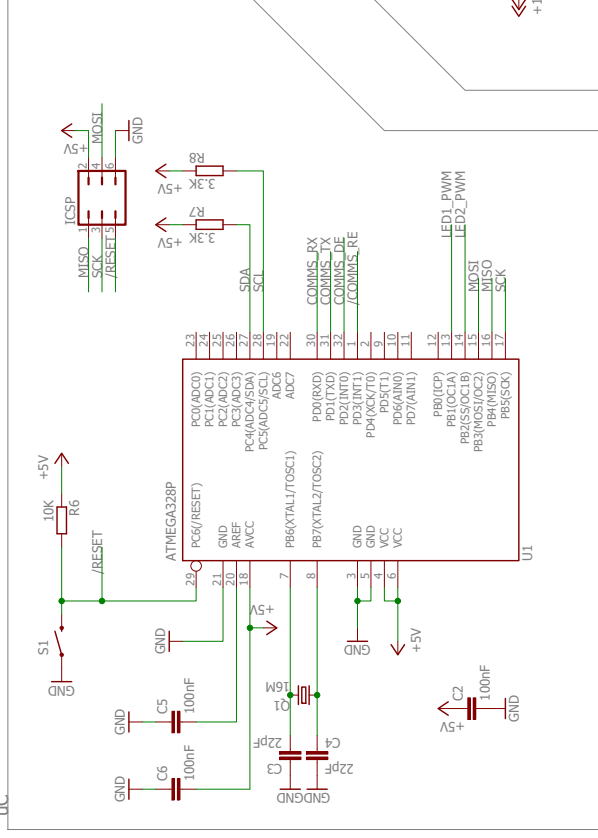 +1
ICSP
+5V
MOSI
GND
2
4
6
1
3
5
MISO
SCK
/RESET
+5V
R8
3.3K
+5V
R7
3.3K
SDA
SCL
COMMS_RX
COMMS_TX
COMMS_DE
/COMMS_RE
LED1_PWM
LED2_PWM
MOSI
MISO
SCK
23
24
25
26
27
28
19
22
30
31
32
1
2
9
10
11
12
13
14
15
16
17
PC0(ADC0)
PC1(ADC1)
PC2(ADC2)
PC3(ADC3)
PC4(ADC4/SDA)
PC5(ADC5/SCL)
ADC6
ADC7
PD0(RXD)
PD1(TXD)
PD2(INT0)
PD3(INT1)
PD4(XCK/T0)
PD5(T1)
PD6(AIN0)
PD7(AIN1)
PB0(ICP)
PB1(OC1A)
PB2(SS/OC1B)
PB3(MOSI/OC2)
PB4(MISO)
PB5(SCK)
ATMEGA328P
PC6(/RESET)
GND
AREF
AVCC
PB6(XTAL1/TOSC1)
PB7(XTAL2/TOSC2)
GND
GND
VCC
VCC
U1
29
21
20
18
7
8
3
5
4
6
+5V
10K
R6
/RESET
S1
GND
GND
+5V
GND
C5
100nF
GND
C6
100nF
16M
Q1
22pF
C3
C4
22pF
GND
GND
GND
+5V
C2
100nF
+5V
GND
uC